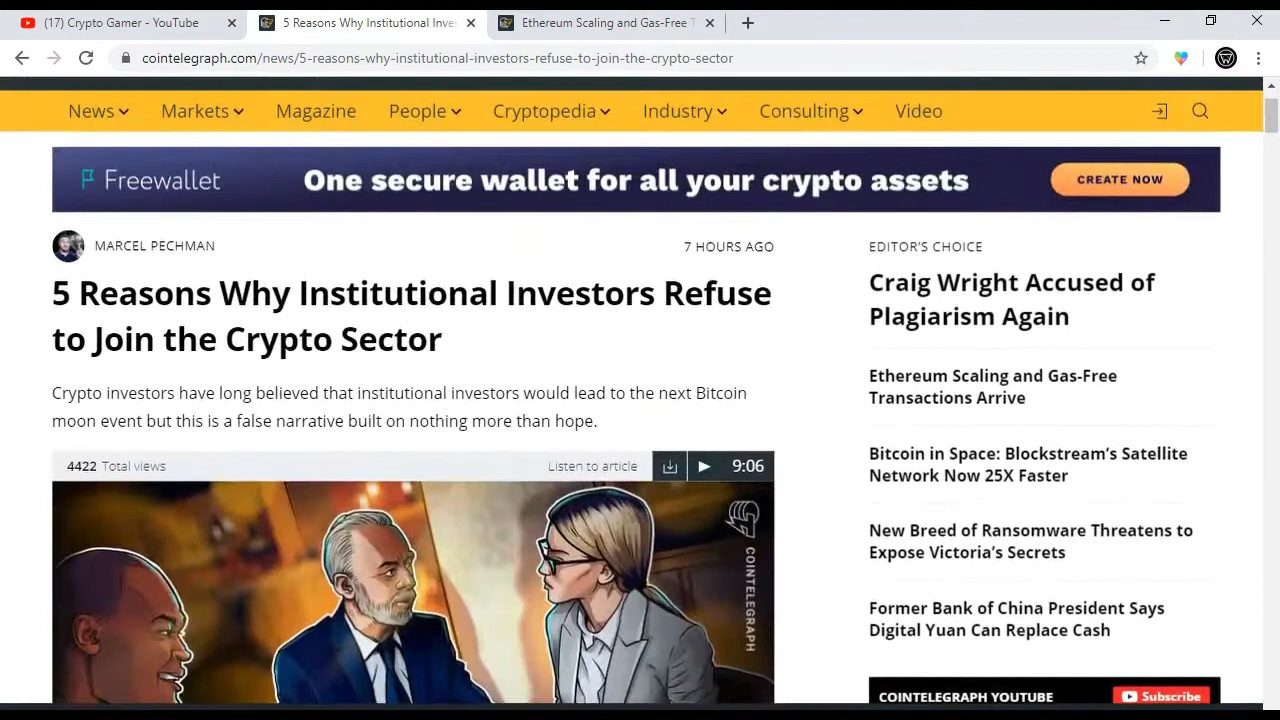 (17) Crypto Gamer - YouTube
5 Reasons Why Institutional Inves
Ethereum Scaling and Gas-Free T
cointelegraph.com/news/5-reasons-why-institutional-investors-refuse-to-join-the-crypto-sector
News Markets Magazine People Cryptopedia Industry Consulting Video
Freewallet One secure wallet for all your crypto assets CREATE NOW
MARCEL PECHMAN 7 HOURS AGO
5 Reasons Why Institutional Investors Refuse
to Join the Crypto Sector
Crypto investors have long believed that institutional investors would lead to the next Bitcoin
moon event but this is a false narrative built on nothing more than hope.
4422 Total views Listen to article 9:06
COINTELEGRAPH
EDITOR'S CHOICE
Craig Wright Accused of
Plagiarism Again
Ethereum Scaling and Gas-Free
Transactions Arrive
Bitcoin in Space: Blockstream's Satellite
Network Now 25X Faster
New Breed of Ransomware Threatens to
Expose Victoria's Secrets
Former Bank of China President Says
Digital Yuan Can Replace Cash
COINTELEGRAPH YOUTUBE Subscribe